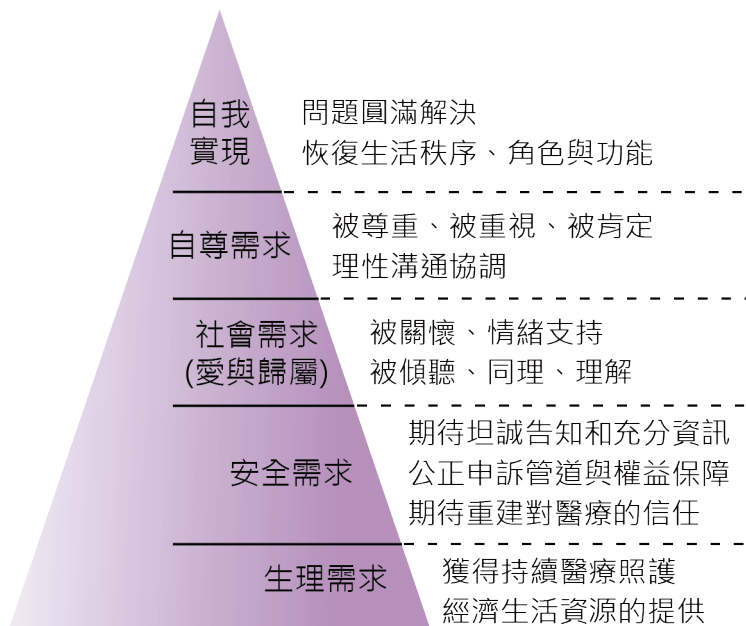 自我
實現
問題圓滿解決
恢復生活秩序、角色與功能
自尊需求
被尊重、被重視、被肯定
理性溝通協調
社會需求
(愛與歸屬)
被關懷、情緒支持
被傾聽、同理、理解
安全需求
期待坦誠告知和充分資訊
公正申訴管道與權益保障
期待重建對醫療的信任
生理需求
獲得持續醫療照護
經濟生活資源的提供